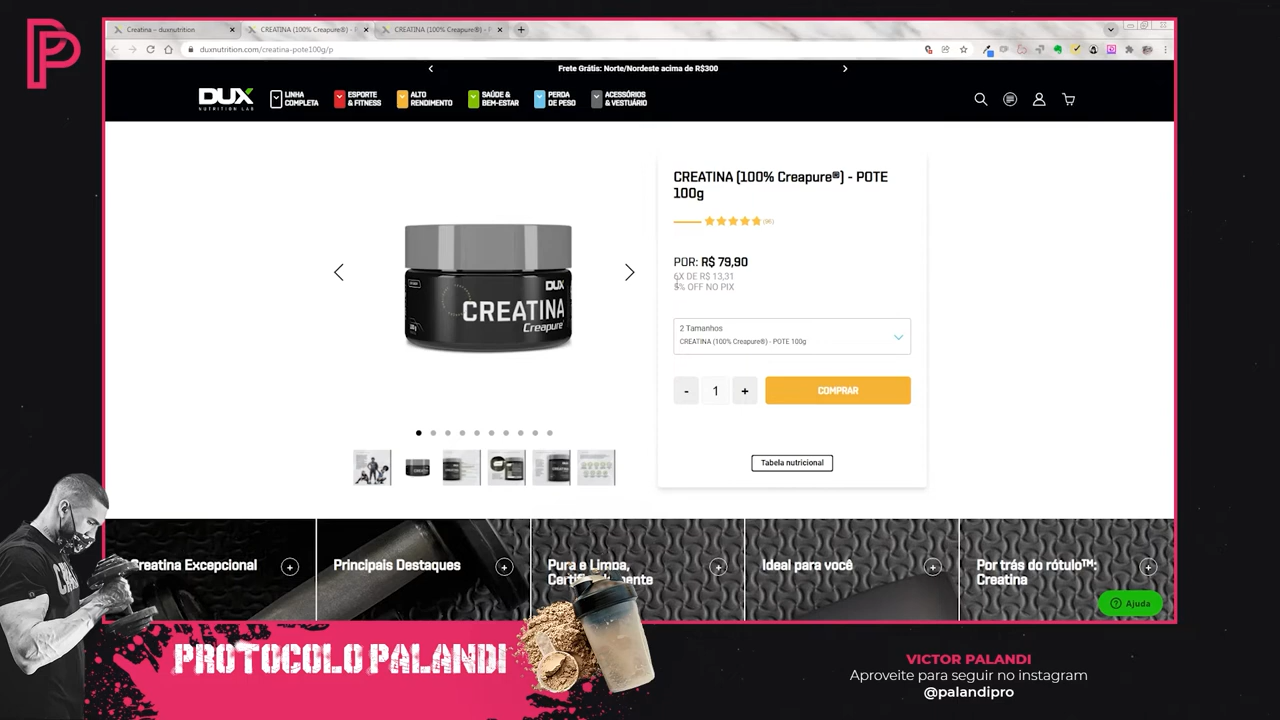 Creatina – duxnutrition
CREATINA (100% Creapure®) -
CREATINA (100% Creapure®) -
duxnutrition.com/creatina-pote100g/p
Frete Grátis: Norte/Nordeste acima de R$300
DUX
NUTRITION LAB
LINHA
COMPLETA
ESPORTE
& FITNESS
ALTO
RENDIMENTO
SAÚDE &
BEM-ESTAR
PERDA
DE PESO
ACESSÓRIOS
& VESTUÁRIO
DUX
CREATINA
Creapure
CREATINA (100% Creapure®) - POTE
100g
POR: R$ 79,90
6X DE R$ 13,31
5% OFF NO PIX
2 Tamanhos
CREATINA (100% Creapure®) - POTE 100g
- 1 + COMPRAR
Tabela nutricional
Creatina Excepcional
Principais Destaques
Pura e Limpa,
Ideal para você
Por trás do rótulo™:
Creatina
Ajuda
PROTOCOLO PALANDI
VICTOR PALANDI
Aproveite para seguir no instagram
@palandipro